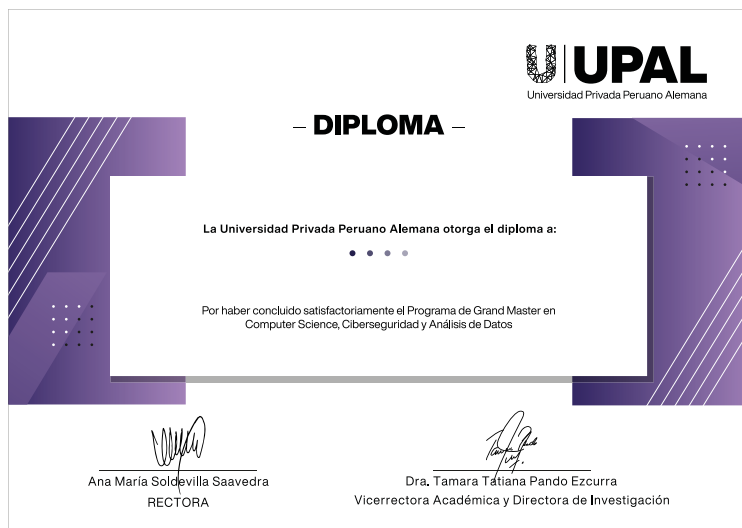 UPAL
Universidad Privada Peruano Alemana
– DIPLOMA –
La Universidad Privada Peruano Alemana otorga el diploma a:
Por haber concluido satisfactoriamente el Programa de Grand Master en
Computer Science, Ciberseguridad y Análisis de Datos
Ana María Soldevilla Saavedra
RECTORA
Dra. Tamara Tatiana Pando Ezcurra
Vicerrectora Académica y Directora de Investigación